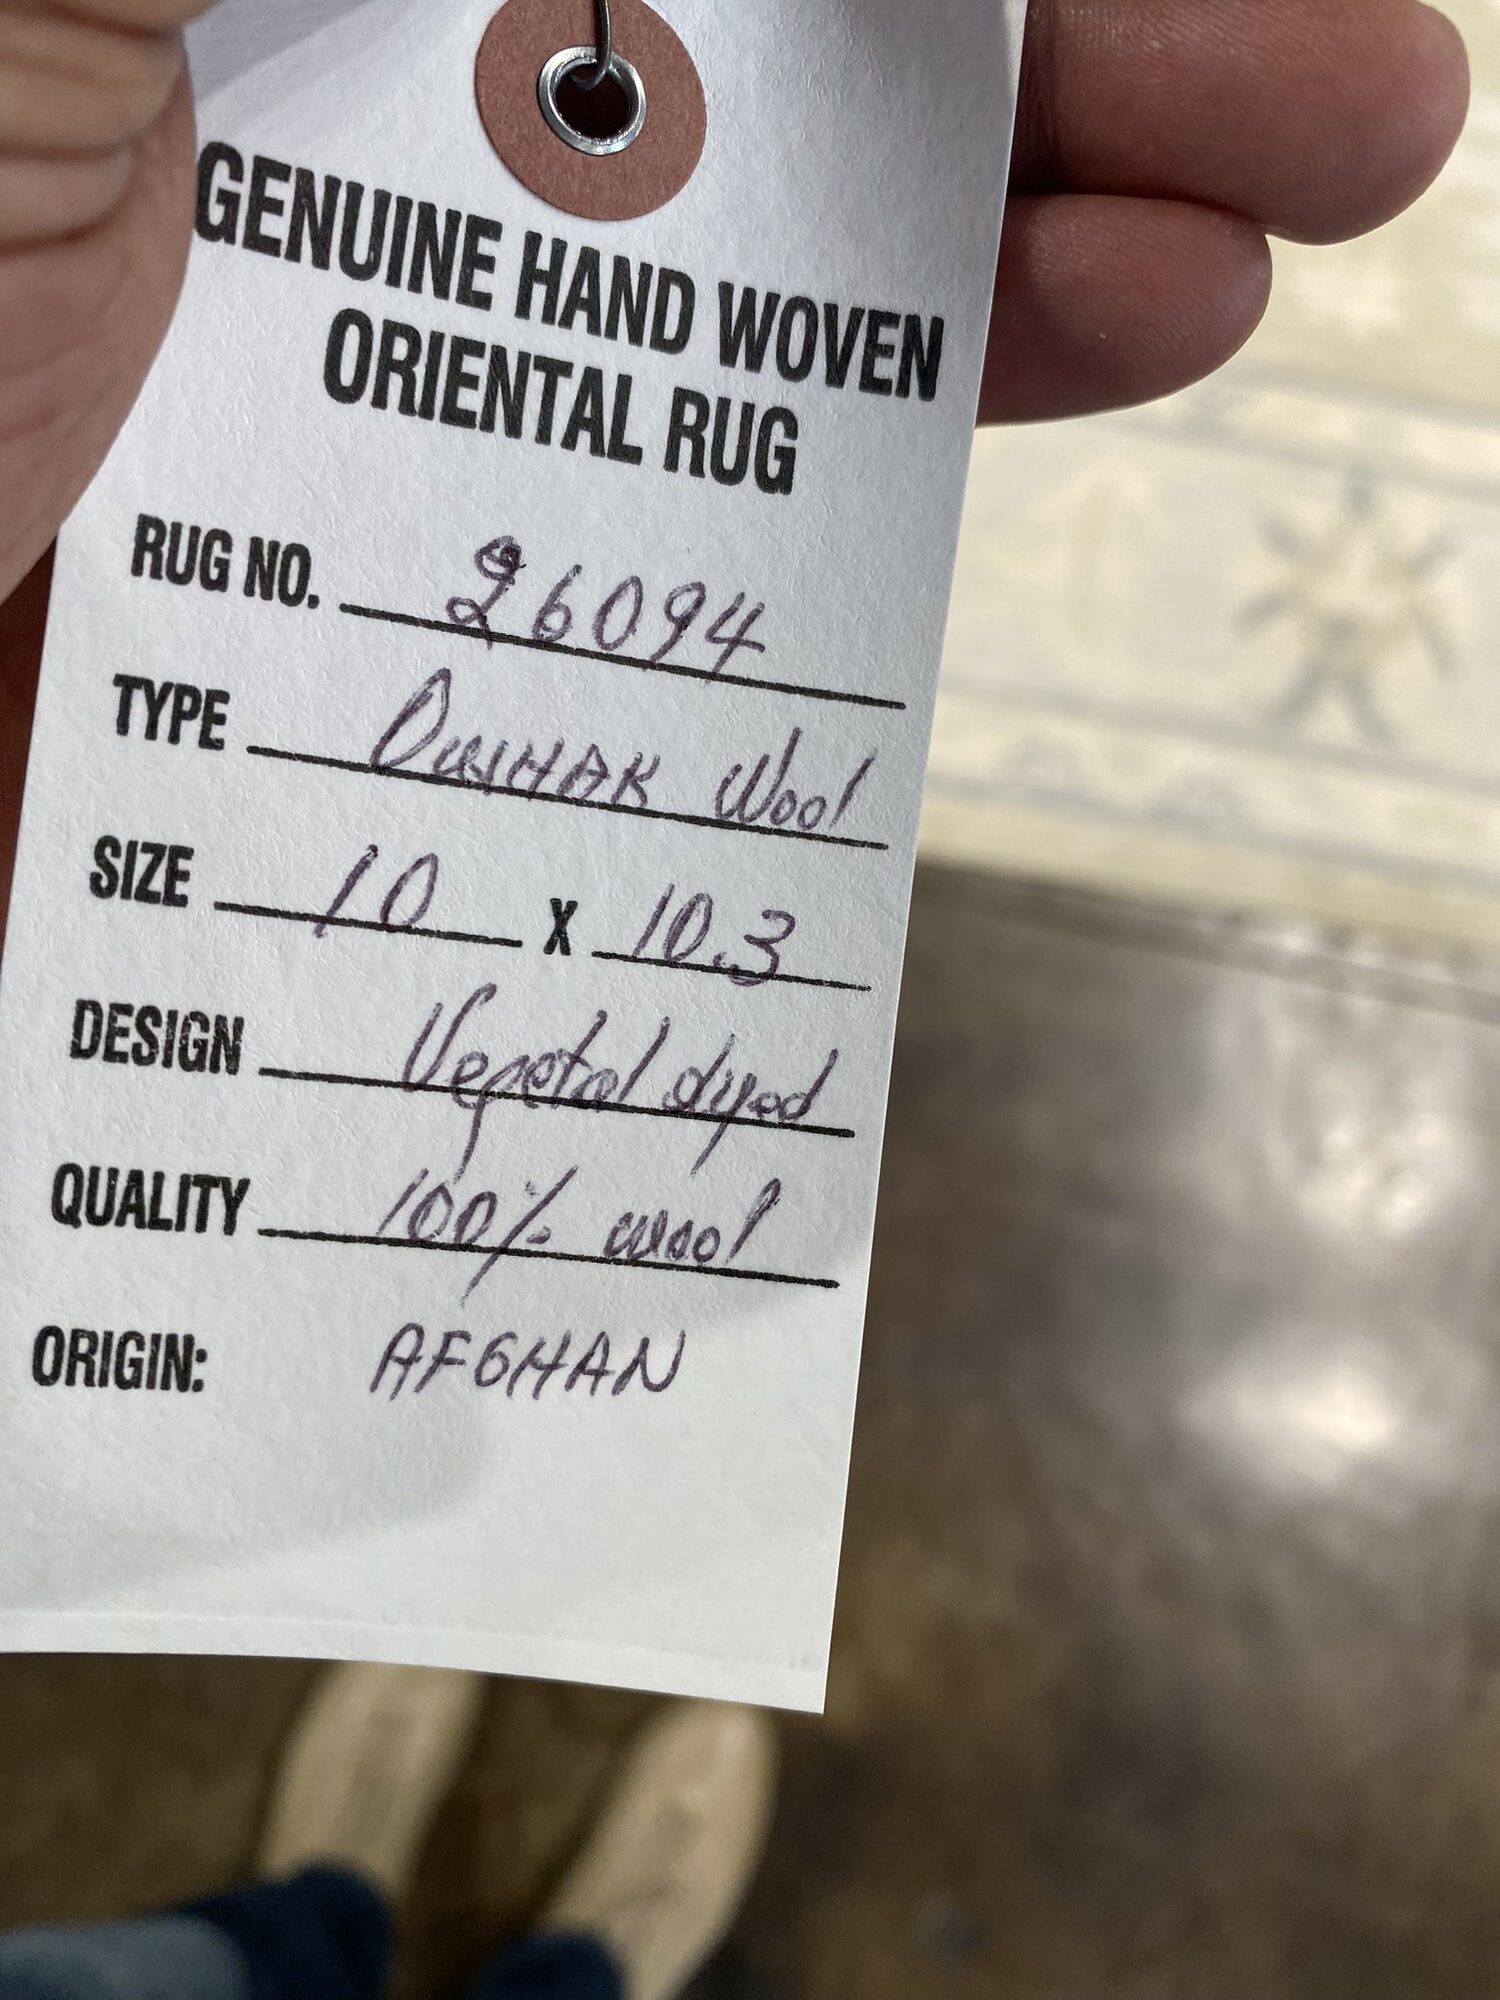 GENUINE HAND WOVEN
ORIENTAL RUG
RUG NO. 26094
TYPE Wool
SIZE 10 X 10.3
DESIGN Vegetal dyed
QUALITY 100% wool
ORIGIN: AFGHAN